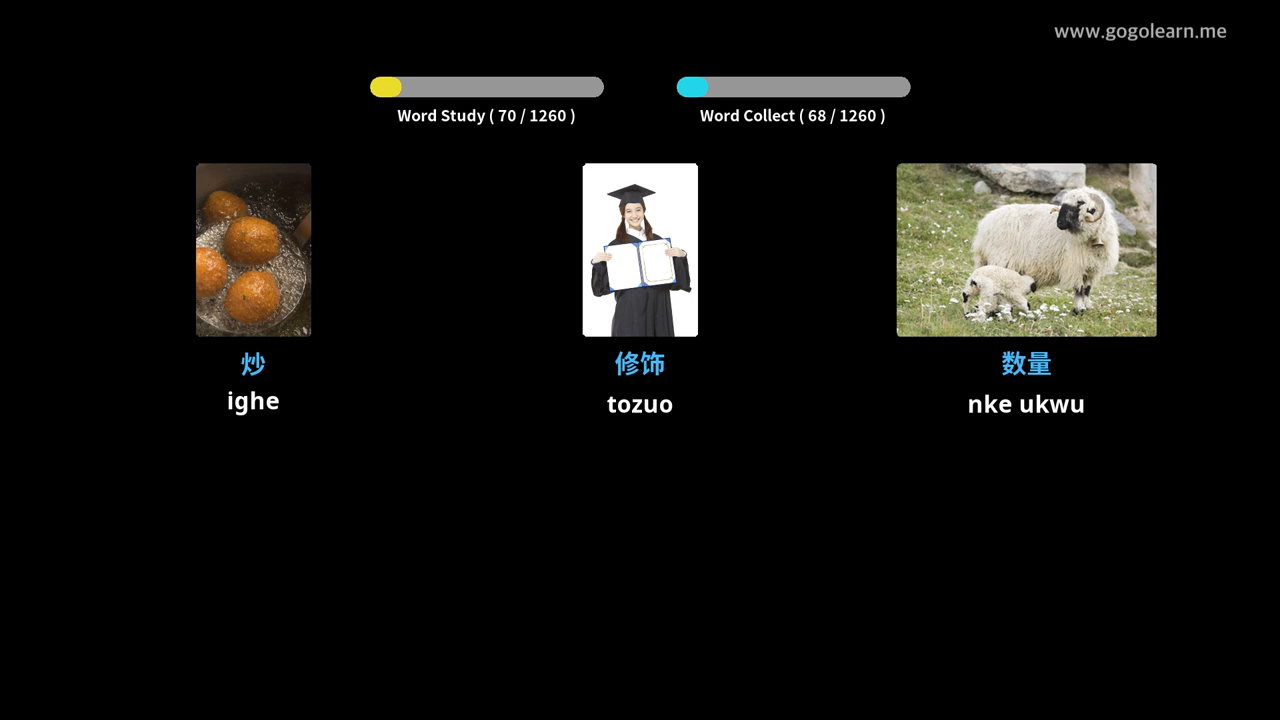 www.gogolearn.me
Word Study ( 70 / 1260 )
Word Collect ( 68 / 1260 )
炒
ighe
修饰
tozuo
数量
nke ukwu